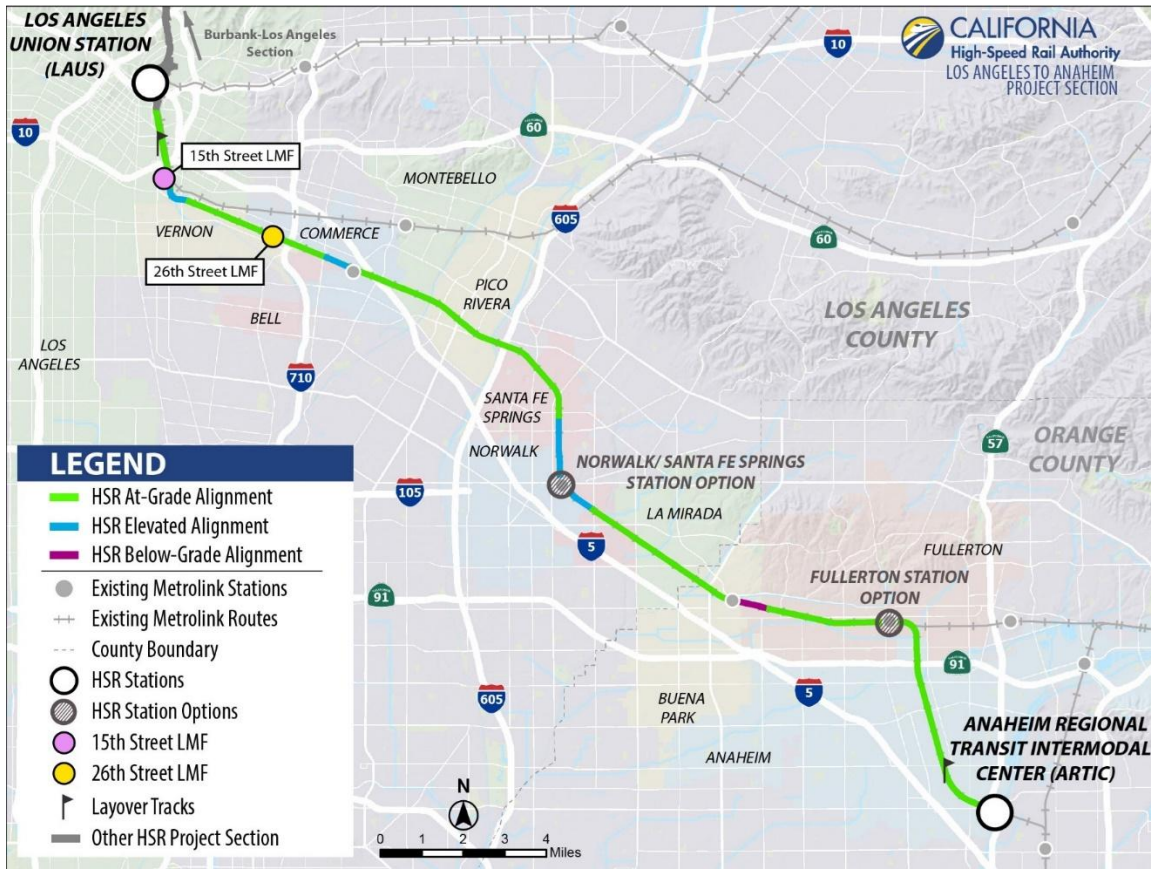 LOS ANGELES
UNION STATION
(LAUS)
Burbank-Los Angeles
Section
10
CALIFORNIA
High-Speed Rail Authority
LOS ANGELES TO ANAHEIM
PROJECT SECTION
10
60
15th Street LMF
MONTEBELLO
605
60
VERNON
COMMERCE
26th Street LMF
PICO
RIVERA
BELL
LOS ANGELES
COUNTY
LOS
ANGELES
710
SANTA FE
SPRINGS
NORWALK
57
ORANGE
COUNTY
NORWALK/ SANTA FE SPRINGS
STATION OPTION
105
LA MIRADA
5
FULLERTON
FULLERTON STATION
OPTION
91
91
605
5
BUENA
PARK
ANAHEIM
ANAHEIM REGIONAL
TRANSIT INTERMODAL
CENTER (ARTIC)
LEGEND
HSR At-Grade Alignment
HSR Elevated Alignment
HSR Below-Grade Alignment
Existing Metrolink Stations
Existing Metrolink Routes
County Boundary
HSR Stations
HSR Station Options
15th Street LMF
26th Street LMF
Layover Tracks
Other HSR Project Section
N
0 1 2 3 4
Miles